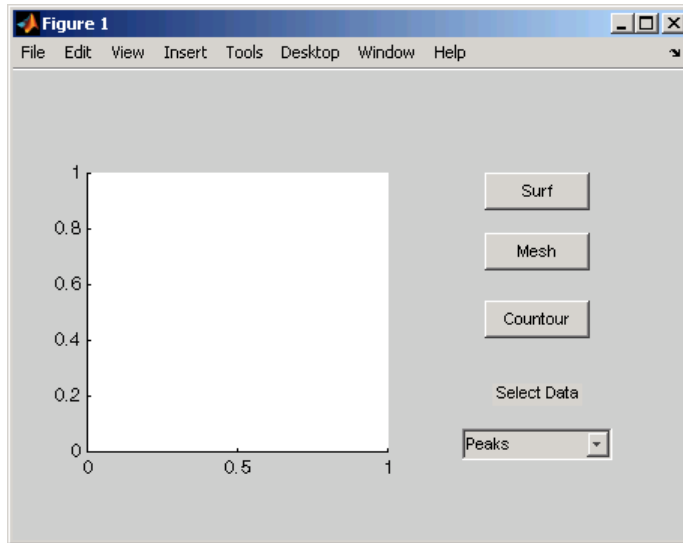 Figure 1
File Edit View Insert Tools Desktop Window Help
1
0.8
0.6
0.4
0.2
0
0 0.5 1
Surf
Mesh
Countour
Select Data
Peaks